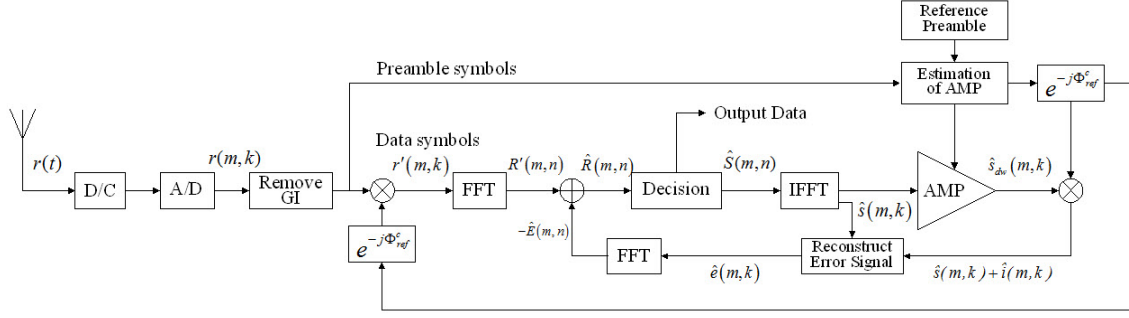 Reference
Preamble
Preamble symbols
Estimation
of AMP
e^{-jΦ^c_{ref}}
Output Data
Data symbols
r(t)
r(m,k)
r'(m,k)
R'(m,n)
R̂(m,n)
Ŝ(m,n)
ŝ_{dw}(m,k)
D/C
A/D
Remove
GI
FFT
Decision
IFFT
AMP
ŝ(m,k)
-Ê(m,n)
e^{-jΦ^c_{ref}}
FFT
Reconstruct
Error Signal
ê(m,k)
ŝ(m,k)+î(m,k)